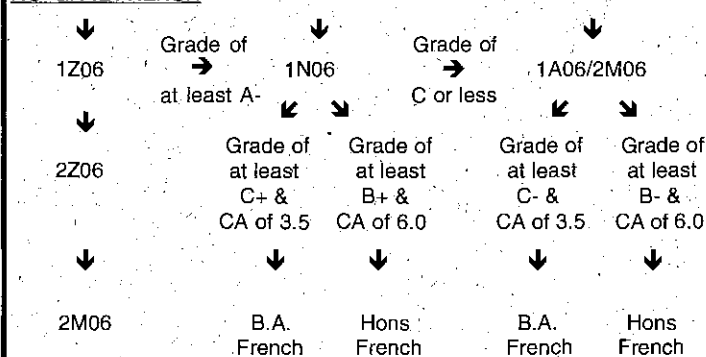 Grade of Grade of
1Z06 → 1N06 → 1A06/2M06
at least A- C or less
Grade of Grade of Grade of Grade of
2Z06 at least at least at least at least
C+ & B+ & C- & B- &
CA of 3.5 CA of 6.0 CA of 3.5 CA of 6.0
2M06 B.A. Hons B.A. Hons
French French French French